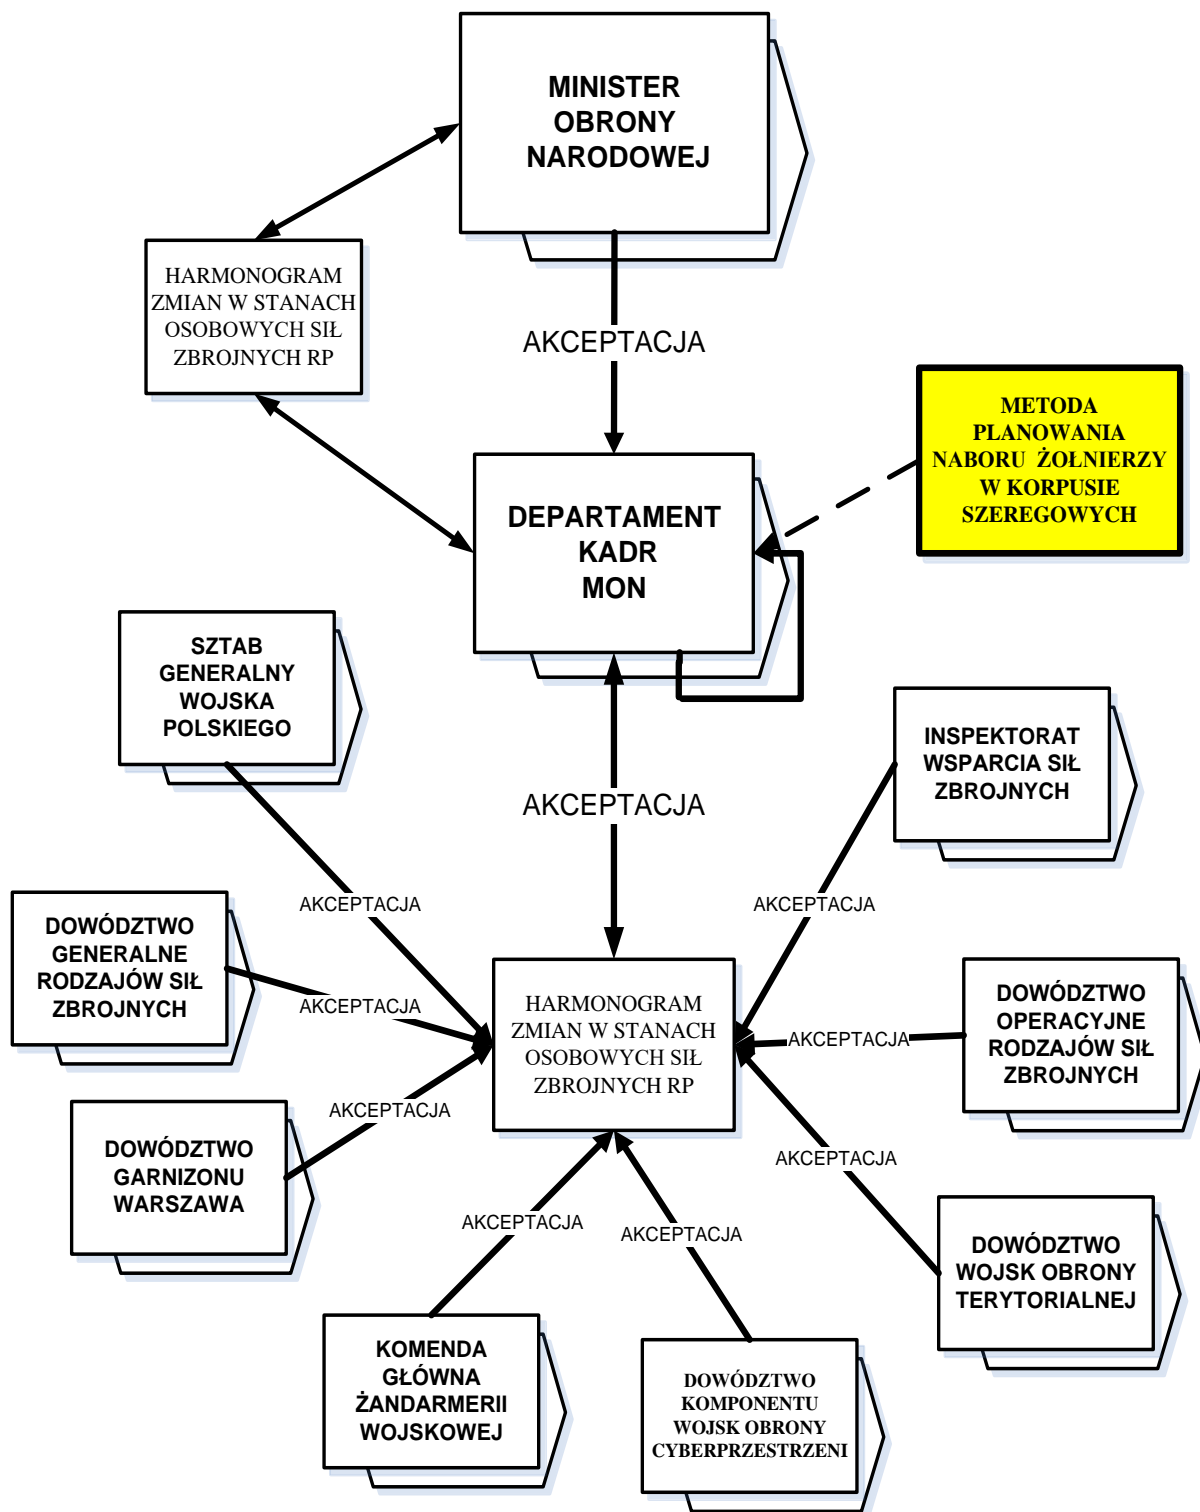 MINISTER
OBRONY
NARODOWEJ
HARMONOGRAM
ZMIAN W STANACH
OSOBOWYCH SIŁ
ZBROJNYCH RP
AKCEPTACJA
METODA
PLANOWANIA
NABORU ŻOŁNIERZY
W KORPUSIE
SZEREGOWYCH
DEPARTAMENT
KADR
MON
SZTAB
GENERALNY
WOJSKA
POLSKIEGO
INSPEKTORAT
WSPARCIA SIŁ
ZBROJNYCH
AKCEPTACJA
AKCEPTACJA
AKCEPTACJA
DOWÓDZTWO
GENERALNE
RODZAJÓW SIŁ
ZBROJNYCH
AKCEPTACJA
HARMONOGRAM
ZMIAN W STANACH
OSOBOWYCH SIŁ
ZBROJNYCH RP
AKCEPTACJA
DOWÓDZTWO
OPERACYJNE
RODZAJÓW SIŁ
ZBROJNYCH
AKCEPTACJA
DOWÓDZTWO
GARNIZONU
WARSZAWA
AKCEPTACJA
AKCEPTACJA
AKCEPTACJA
DOWÓDZTWO
WOJSK OBRONY
TERYTORIALNEJ
KOMENDA
GŁÓWNA
ŻANDARMERII
WOJSKOWEJ
DOWÓDZTWO
KOMPONENTU
WOJSK OBRONY
CYBERPRZESTRZENI